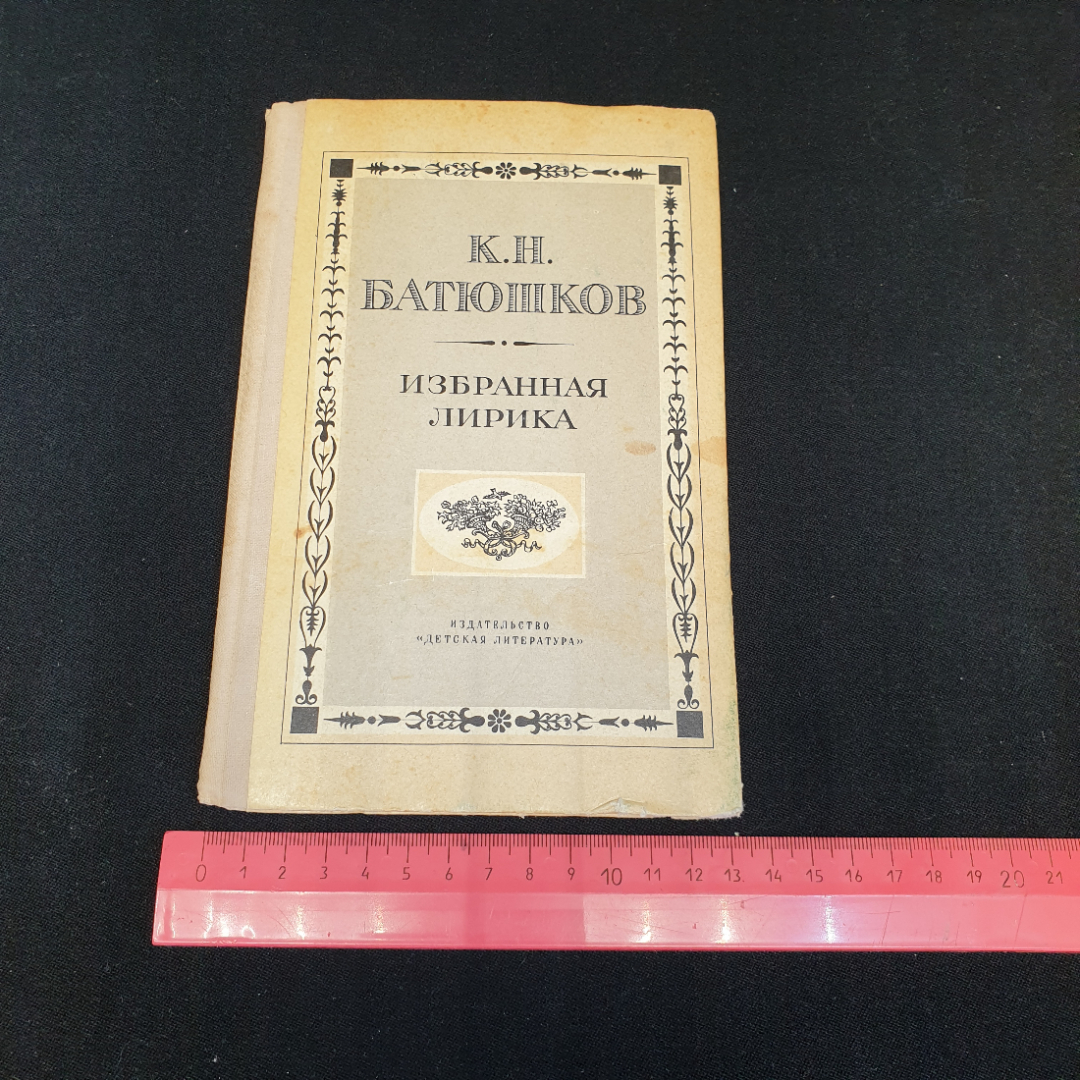 К.Н.
БАТЮШКОВ
ИЗБРАННАЯ
ЛИРИКА
ИЗДАТЕЛЬСТВО
«ДЕТСКАЯ ЛИТЕРАТУРА»
0 1 2 3 4 5 6 7 8 9 10 11 12 13 14 15 16 17 18 19 20 21